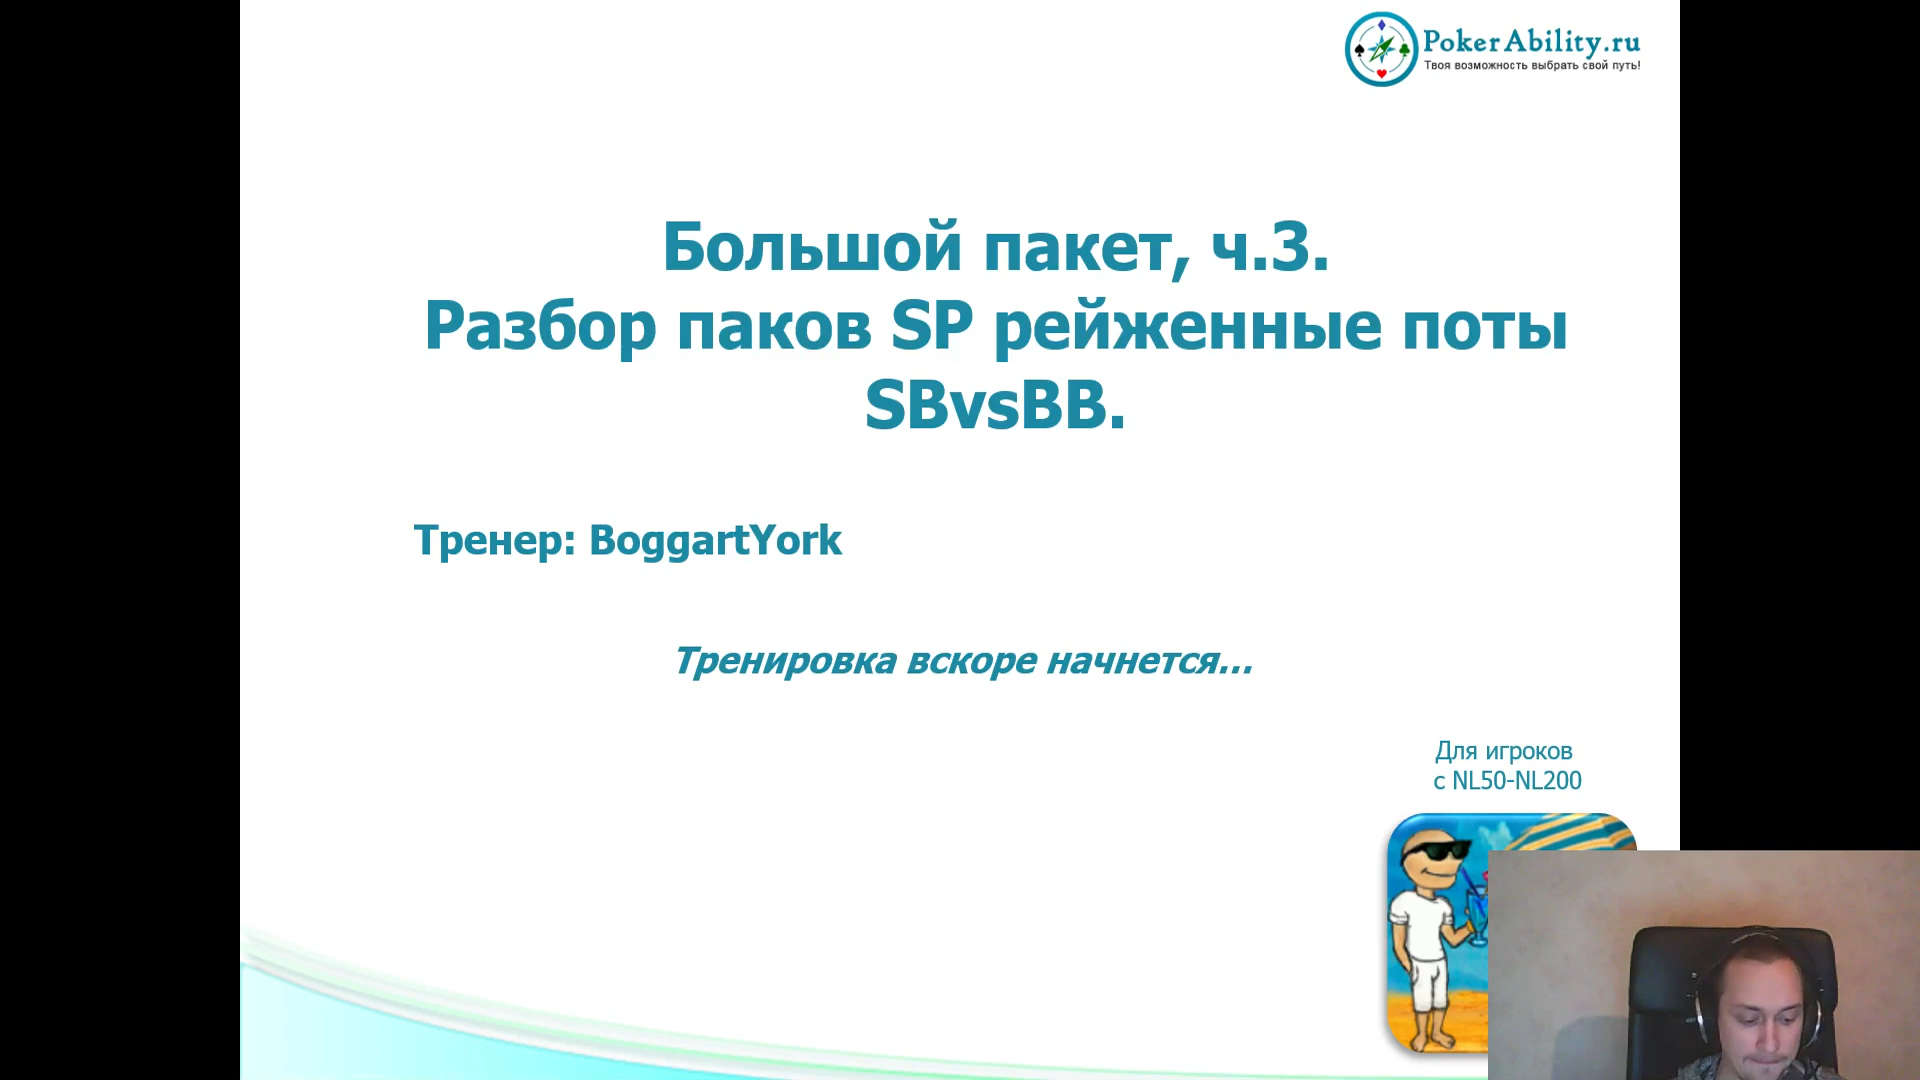 PokerAbility.ru
Твоя возможность выбрать свой путь!
Большой пакет, ч.3.
Разбор паков SP рейженные поты
SBvsBB.
Тренер: BoggartYork
Тренировка вскоре начнется...
Для игроков
с NL50-NL200